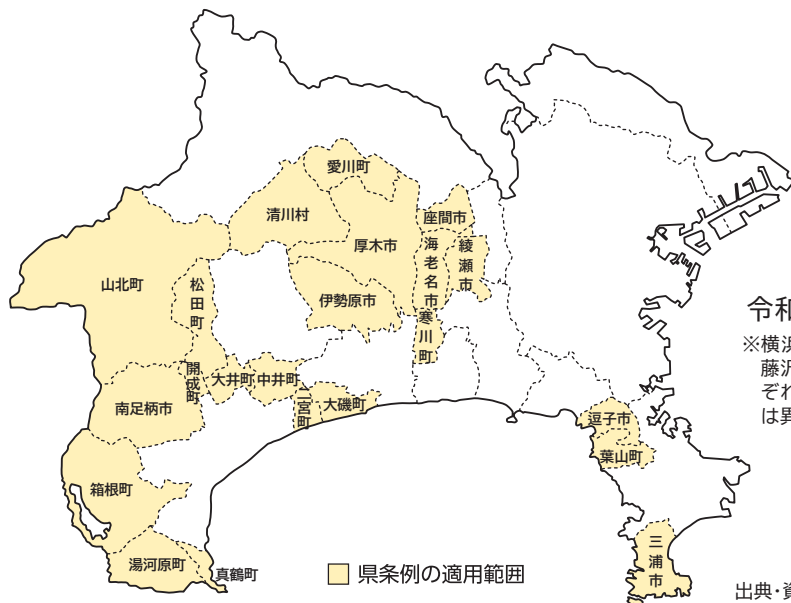 愛川町
清川村
座間市
厚木市
海老名市
綾瀬市
山北町
松田町
伊勢原市
寒川町
令和
※横浜
藤沢
ぞれ
は異
開成町
大井町
中井町
二宮町
大磯町
南足柄市
逗子市
葉山町
箱根町
湯河原町
真鶴町
三浦市
県条例の適用範囲
出典・資